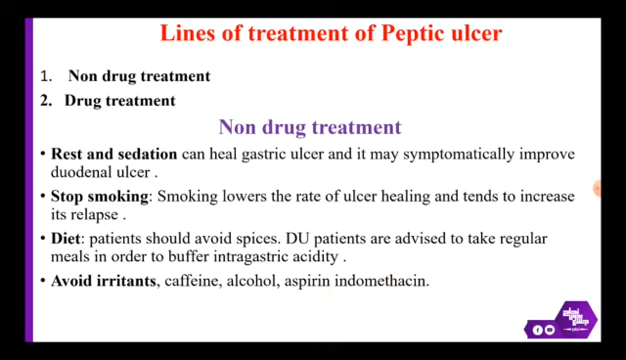 Lines of treatment of Peptic ulcer
1. Non drug treatment
2. Drug treatment
Non drug treatment
• Rest and sedation can heal gastric ulcer and it may symptomatically improve
duodenal ulcer .
• Stop smoking: Smoking lowers the rate of ulcer healing and tends to increase
its relapse .
• Diet: patients should avoid spices. DU patients are advised to take regular
meals in order to buffer intragastric acidity .
• Avoid irritants, caffeine, alcohol, aspirin indomethacin.